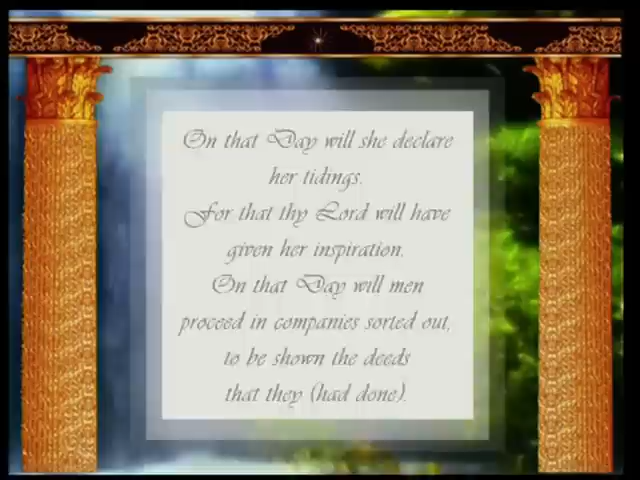 On that Day will she declare
her tidings.
For that thy Lord will have
given her inspiration.
On that Day will men
proceed in companies sorted out,
to be shown the deeds
that they (had done).